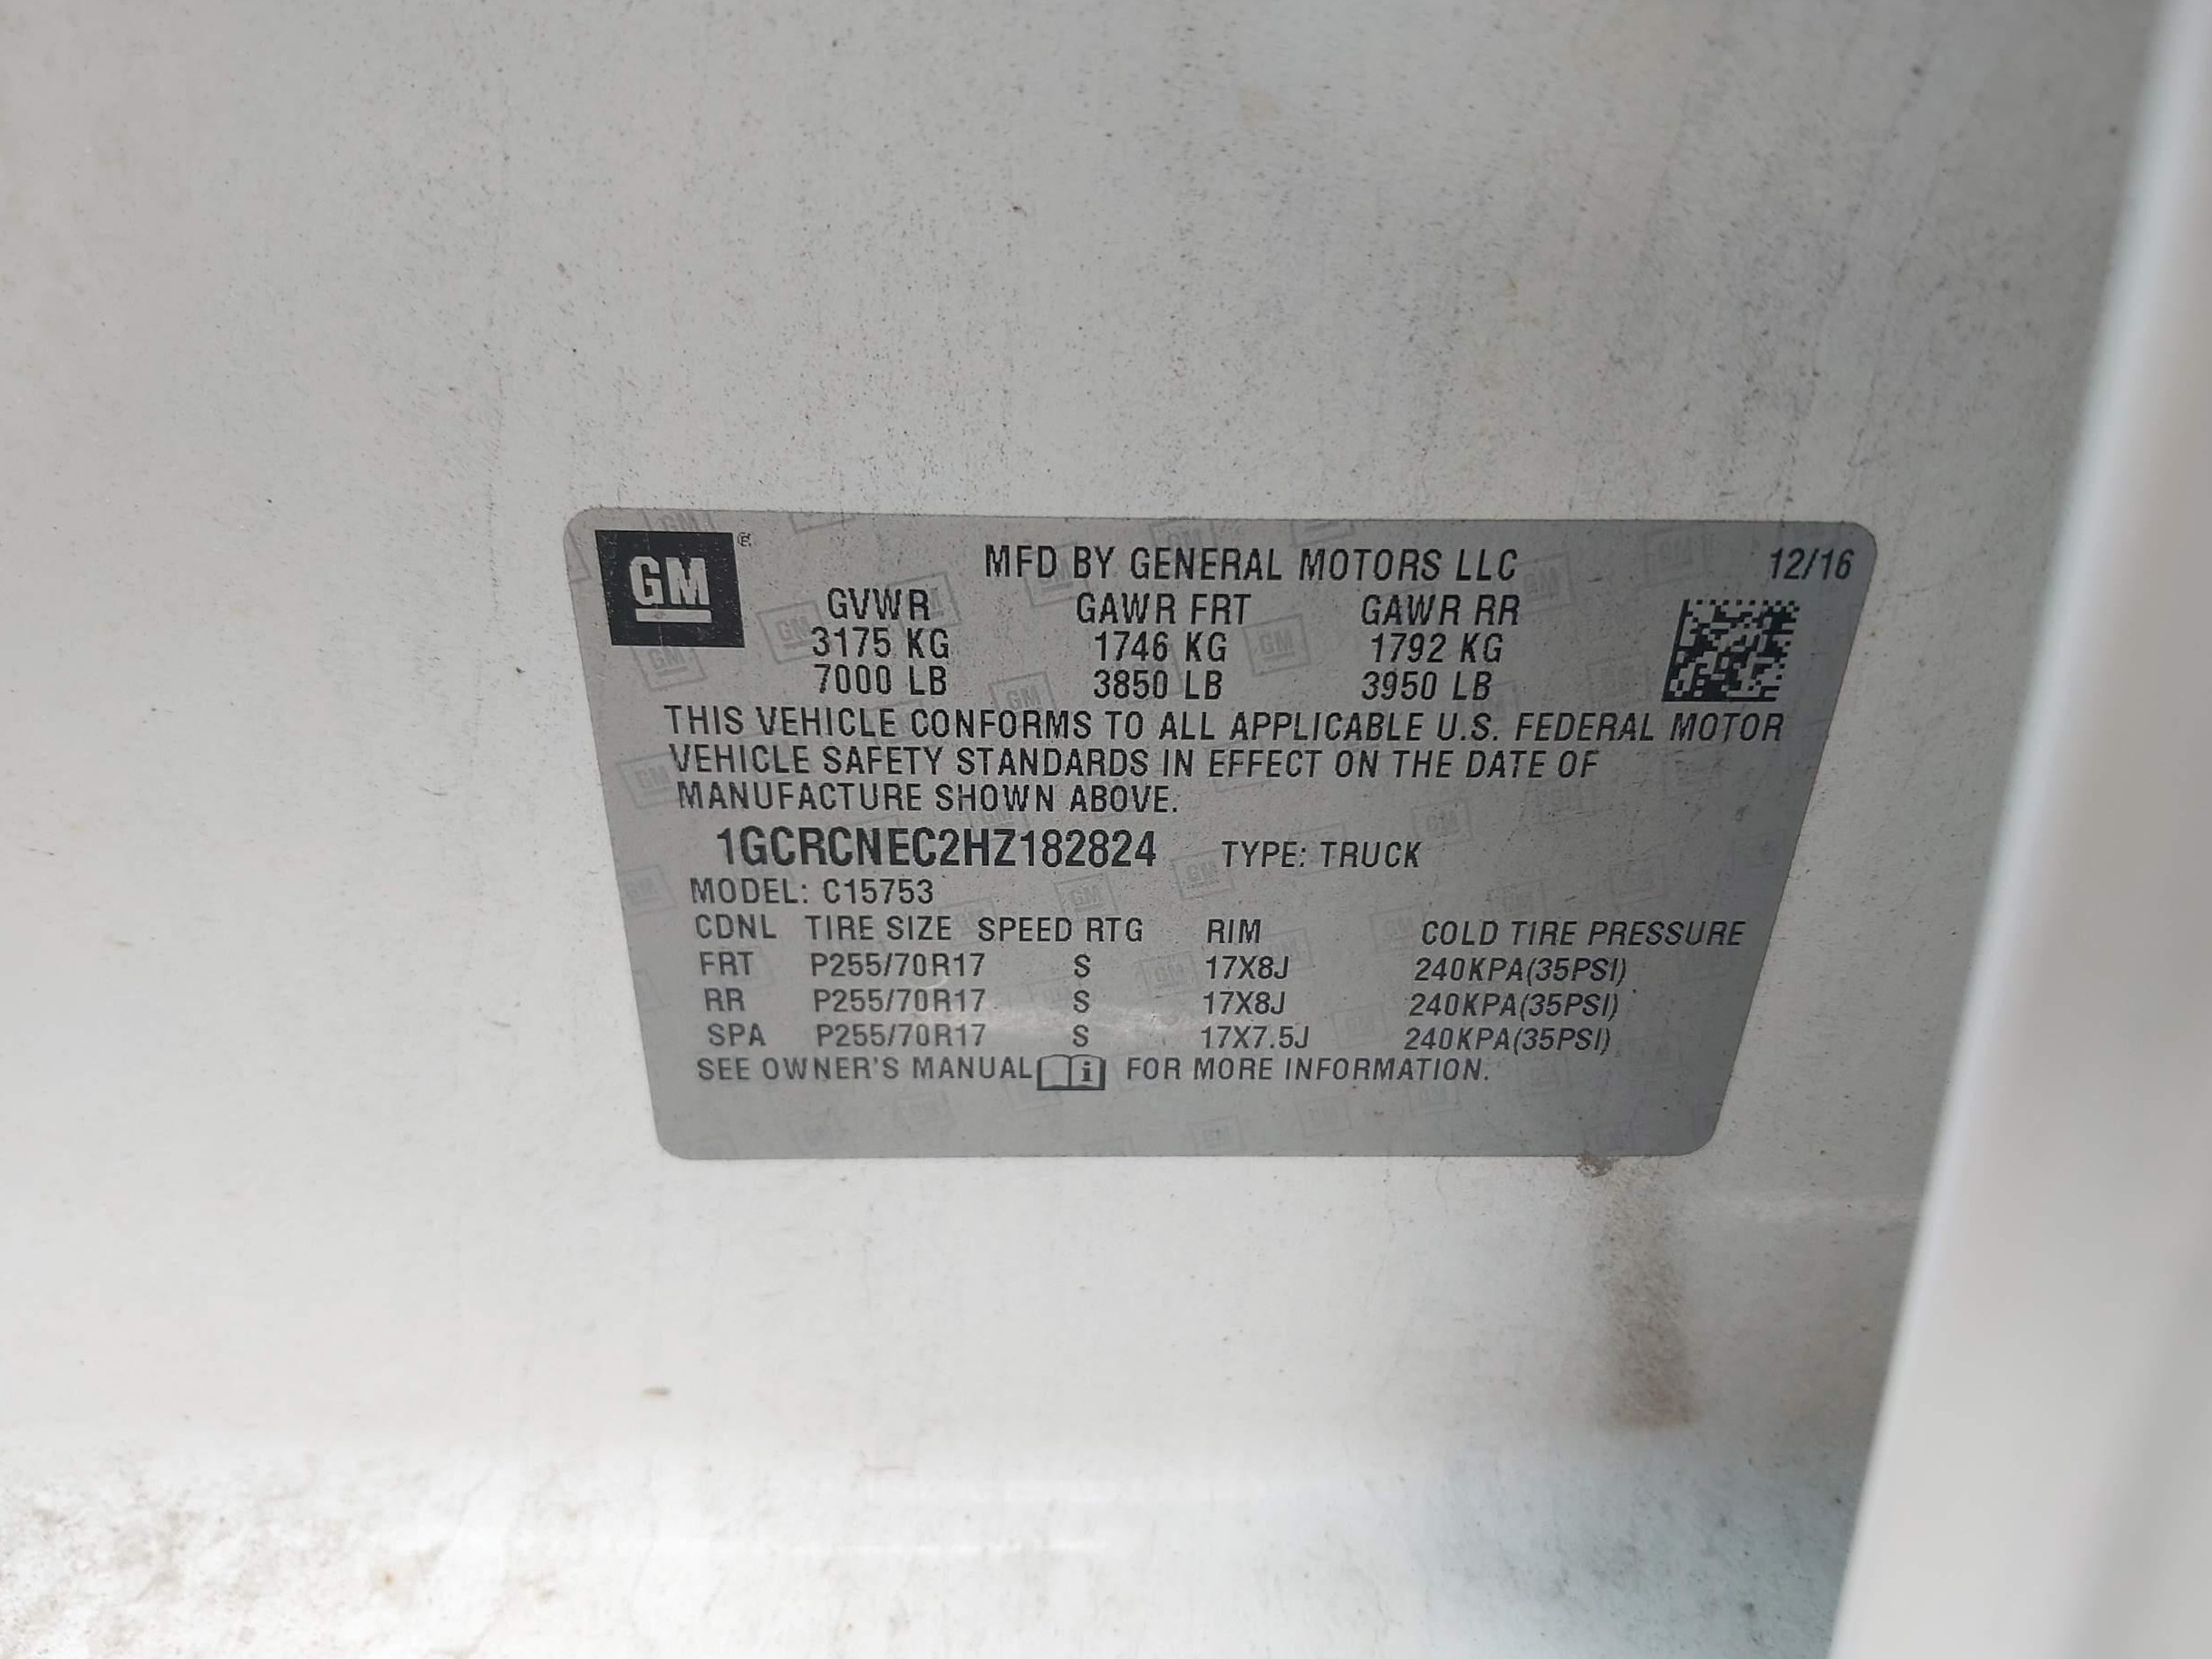 GM
MFD BY GENERAL MOTORS LLC 12/16
GVWR GAWR FRT GAWR RR
3175 KG 1746 KG 1792 KG
7000 LB 3850 LB 3950 LB
THIS VEHICLE CONFORMS TO ALL APPLICABLE U.S. FEDERAL MOTOR
VEHICLE SAFETY STANDARDS IN EFFECT ON THE DATE OF
MANUFACTURE SHOWN ABOVE.
1GCRCNEC2HZ182824 TYPE: TRUCK
MODEL: C15753
CDNL TIRE SIZE SPEED RTG RIM COLD TIRE PRESSURE
FRT P255/70R17 S 17X8J 240KPA(35PSI)
RR P255/70R17 S 17X8J 240KPA(35PSI)
SPA P255/70R17 S 17X7.5J 240KPA(35PSI)
SEE OWNER'S MANUAL i FOR MORE INFORMATION.